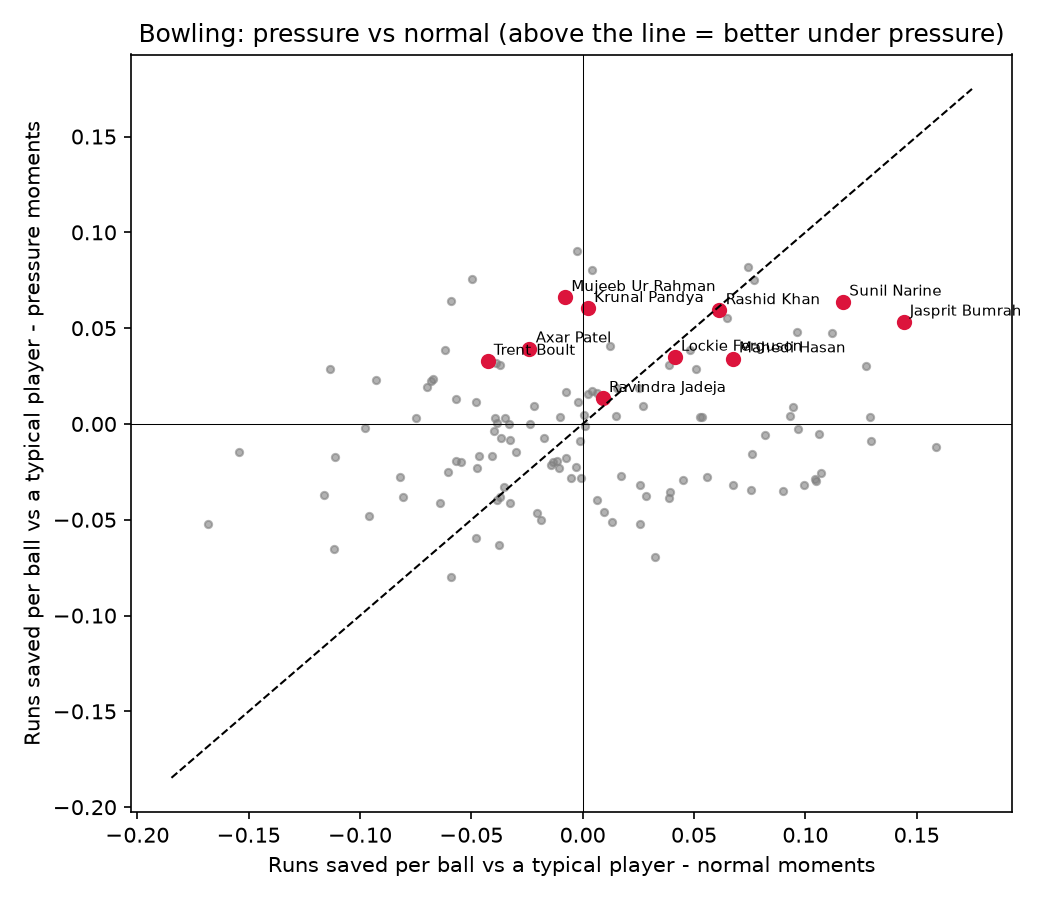 Bowling: pressure vs normal (above the line = better under pressure)
Runs saved per ball vs a typical player - pressure moments
0.15
0.10
0.05
0.00
−0.05
−0.10
−0.15
−0.20
Mujeeb Ur Rahman
Krunal Pandya
Rashid Khan
Sunil Narine
Jasprit Bumrah
Axar Patel
Trent Boult
Lockie Ferguson
Mahedi Hasan
Ravindra Jadeja
−0.20
−0.15
−0.10
−0.05
0.00
0.05
0.10
0.15
Runs saved per ball vs a typical player - normal moments